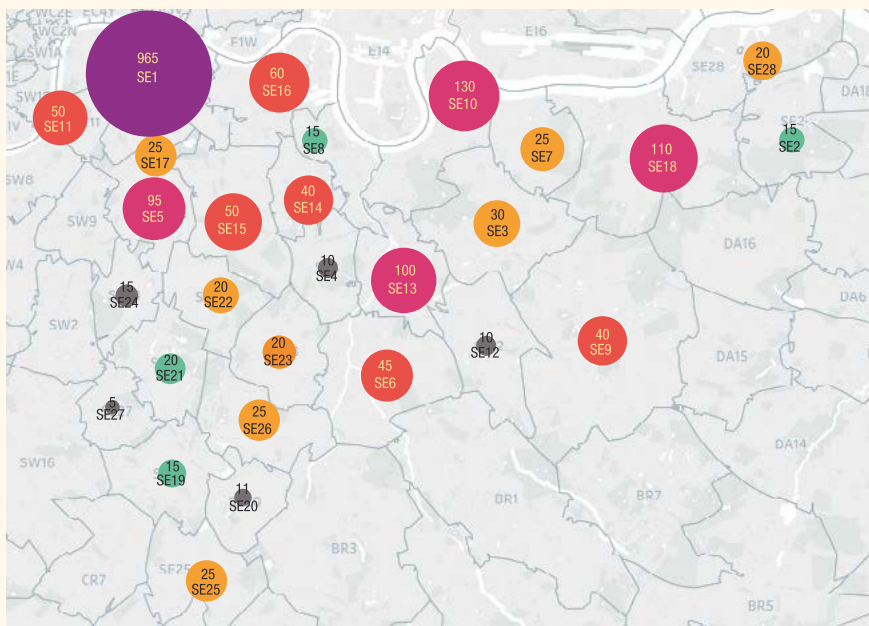 WC2N
SW1A
E1W
E14
E16
965
SE1
60
SE16
130
SE10
20
SE28
SE28
DA18
50
SE11
15
SE8
25
SE7
110
SE18
SE2
15
SE2
25
SE17
SW8
95
SE5
SW9
50
SE15
40
SE14
30
SE3
DA16
10
SE4
100
SE13
15
SE24
20
SE22
DA6
SW2
20
SE23
10
SE12
40
SE9
DA15
20
SE21
45
SE6
5
SE27
25
SE26
DA14
SW16
15
SE19
11
SE20
BR1
BR7
BR3
CR7
SE25
25
SE25
BR5